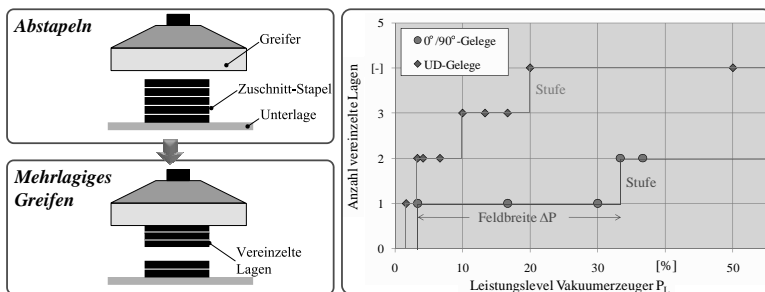 Abstapeln
Greifer
Zuschnitt-Stapel
Unterlage
Mehrlagiges
Greifen
Vereinzelte
Lagen
Anzahl vereinzelte Lagen
[-]
5
4
3
2
1
0
0°/90°-Gelege
UD-Gelege
Stufe
Stufe
Feldbreite ΔP
0 10 20 30 [%] 50
Leistungslevel Vakuumerzeuger P_L